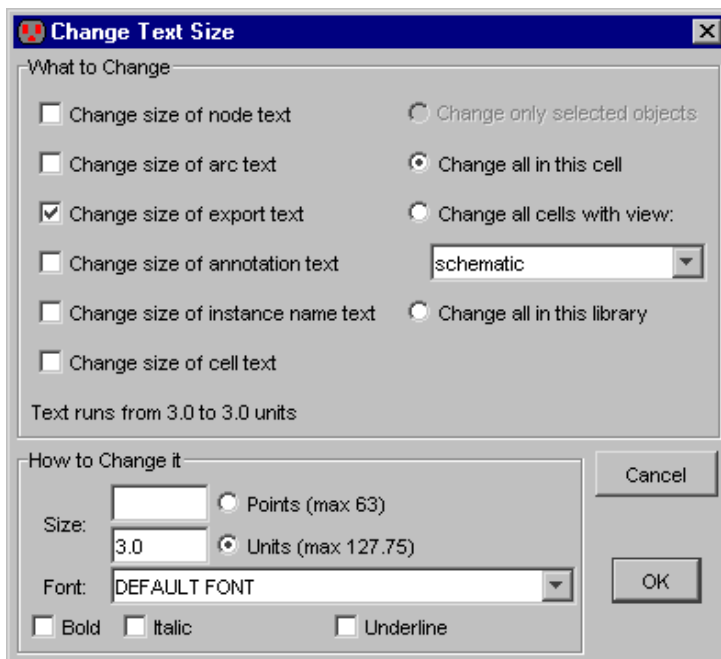 Change Text Size
What to Change
Change size of node text
Change only selected objects
Change size of arc text
Change all in this cell
Change size of export text
Change all cells with view:
Change size of annotation text
schematic
Change size of instance name text
Change all in this library
Change size of cell text
Text runs from 3.0 to 3.0 units
How to Change it
Cancel
Size:
Points (max 63)
3.0
Units (max 127.75)
Font:
DEFAULT FONT
OK
Bold
Italic
Underline